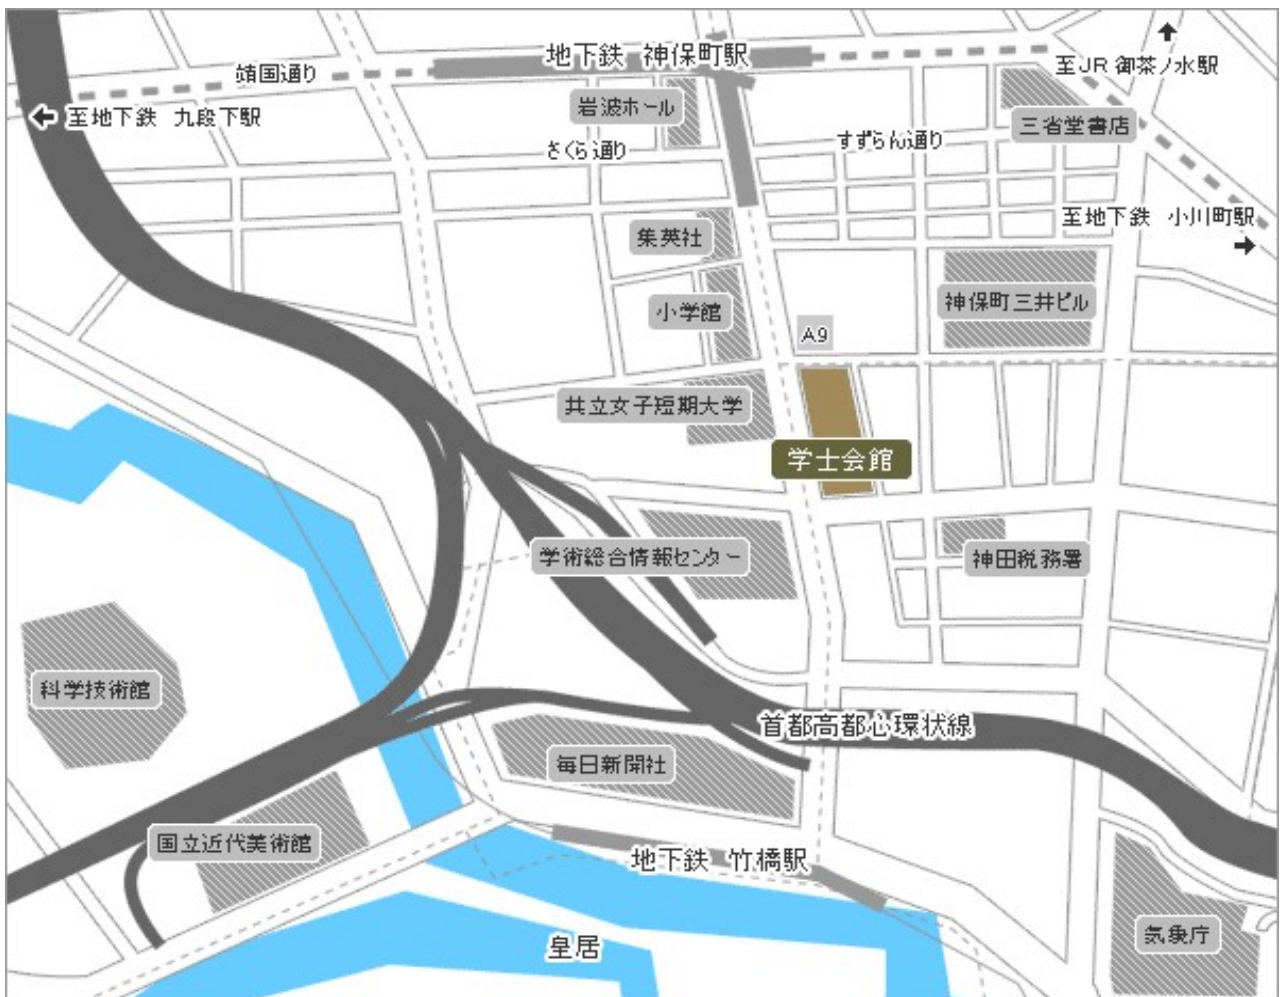 地下鉄 神保町駅
靖国通り
至JR 御茶ノ水駅
至地下鉄 九段下駅
岩波ホール
三省堂書店
さくら通り
すずらん通り
至地下鉄 小川町駅
集英社
小学館
神保町三井ビル
A9
共立女子短期大学
学士会館
学術総合情報センター
神田税務署
科学技術館
首都高都心環状線
毎日新聞社
国立近代美術館
地下鉄 竹橋駅
皇居
気象庁